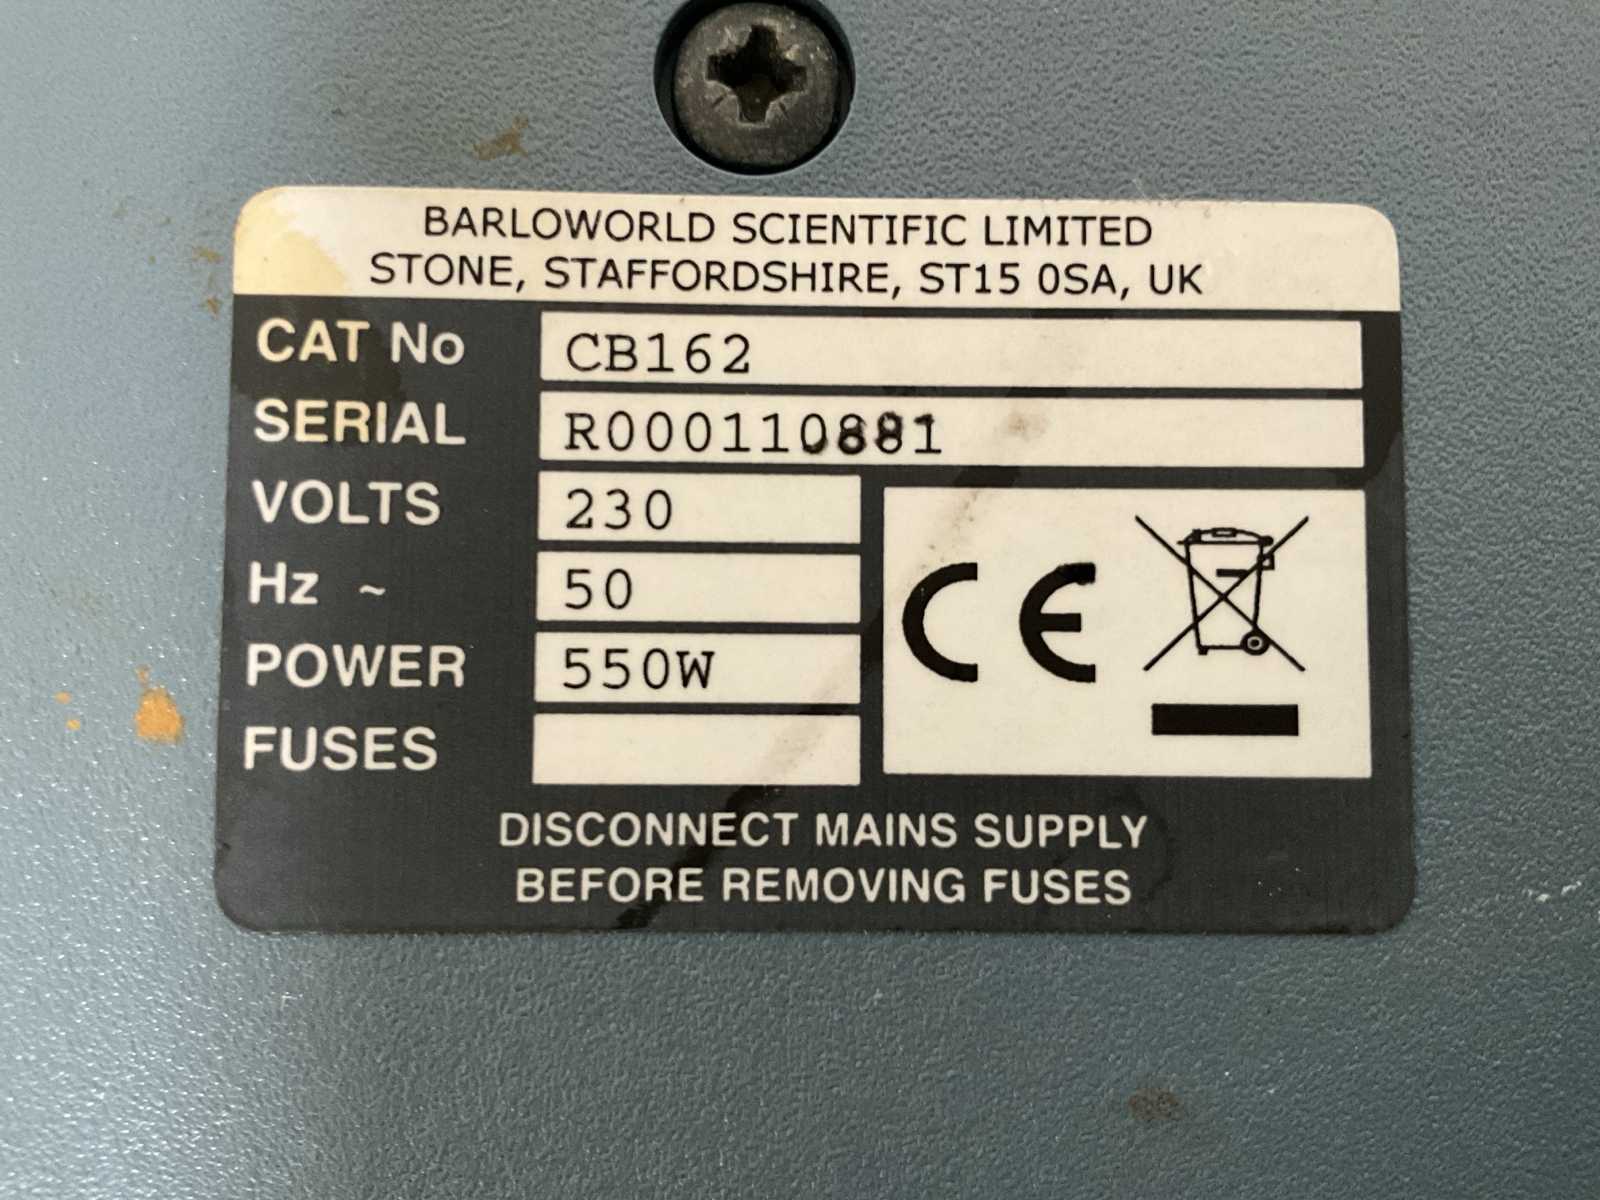 BARLOWORLD SCIENTIFIC LIMITED
STONE, STAFFORDSHIRE, ST15 0SA, UK
CAT No CB162
SERIAL R000110881
VOLTS 230
Hz ~ 50
POWER 550W
FUSES
CE
DISCONNECT MAINS SUPPLY
BEFORE REMOVING FUSES